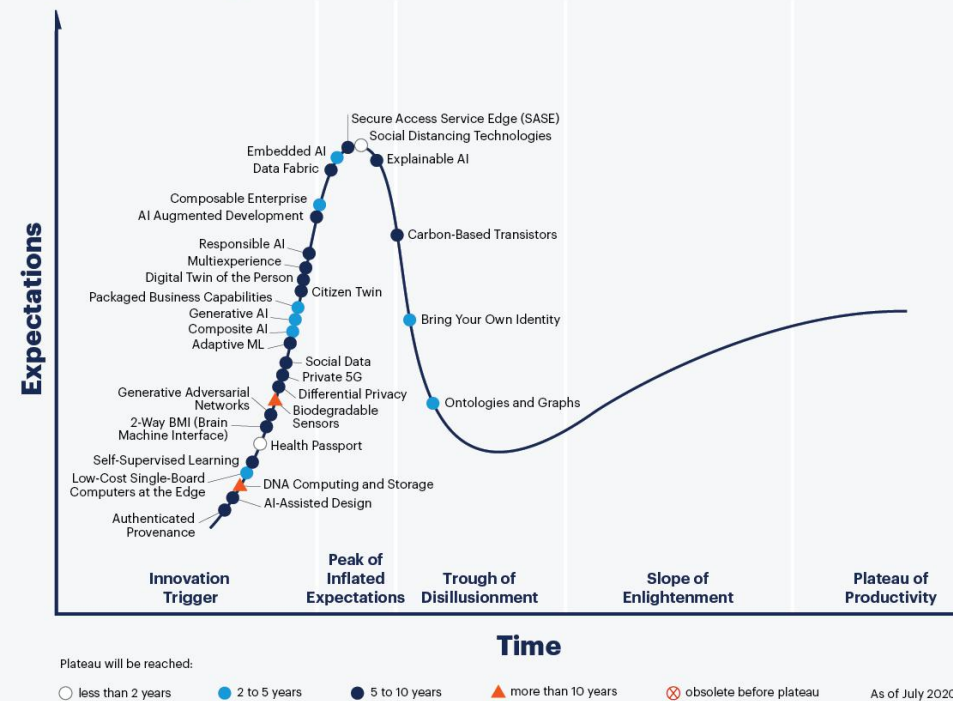 Expectations
Secure Access Service Edge (SASE)
Social Distancing Technologies
Embedded AI
Explainable AI
Data Fabric
Composable Enterprise
AI Augmented Development
Carbon-Based Transistors
Responsible AI
Multiexperience
Digital Twin of the Person
Citizen Twin
Packaged Business Capabilities
Generative AI
Bring Your Own Identity
Composite AI
Adaptive ML
Social Data
Private 5G
Differential Privacy
Generative Adversarial
Networks
Biodegradable
Sensors
Ontologies and Graphs
2-Way BMI (Brain
Machine Interface)
Health Passport
Self-Supervised Learning
Low-Cost Single-Board
Computers at the Edge
DNA Computing and Storage
AI-Assisted Design
Authenticated
Provenance
Innovation
Trigger
Peak of
Inflated
Expectations
Trough of
Disillusionment
Slope of
Enlightenment
Plateau of
Productivity
Time
Plateau will be reached:
less than 2 years
2 to 5 years
5 to 10 years
more than 10 years
obsolete before plateau
As of July 2020